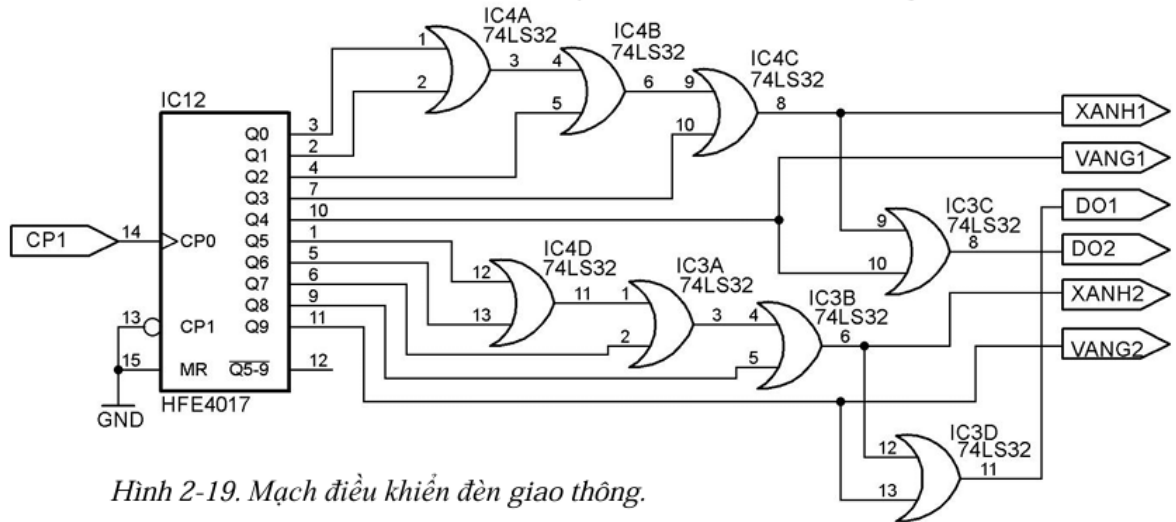 IC4A
74LS32
IC4B
74LS32
IC4C
74LS32
1
2
3
4
5
6
9
10
8
XANH1
VANG1
DO1
DO2
XANH2
VANG2
IC12
Q0 3
Q1 2
Q2 4
Q3 7
Q4 10
Q5 1
Q6 5
Q7 6
Q8 9
Q9 11
Q5-9 12
CP1
14
CP0
13
CP1
15
MR
HFE4017
GND
IC3C
74LS32
9
10
8
IC4D
74LS32
12
13
11
IC3A
74LS32
1
2
3
IC3B
74LS32
4
5
6
IC3D
74LS32
12
13
11
Hình 2-19. Mạch điều khiển đèn giao thông.